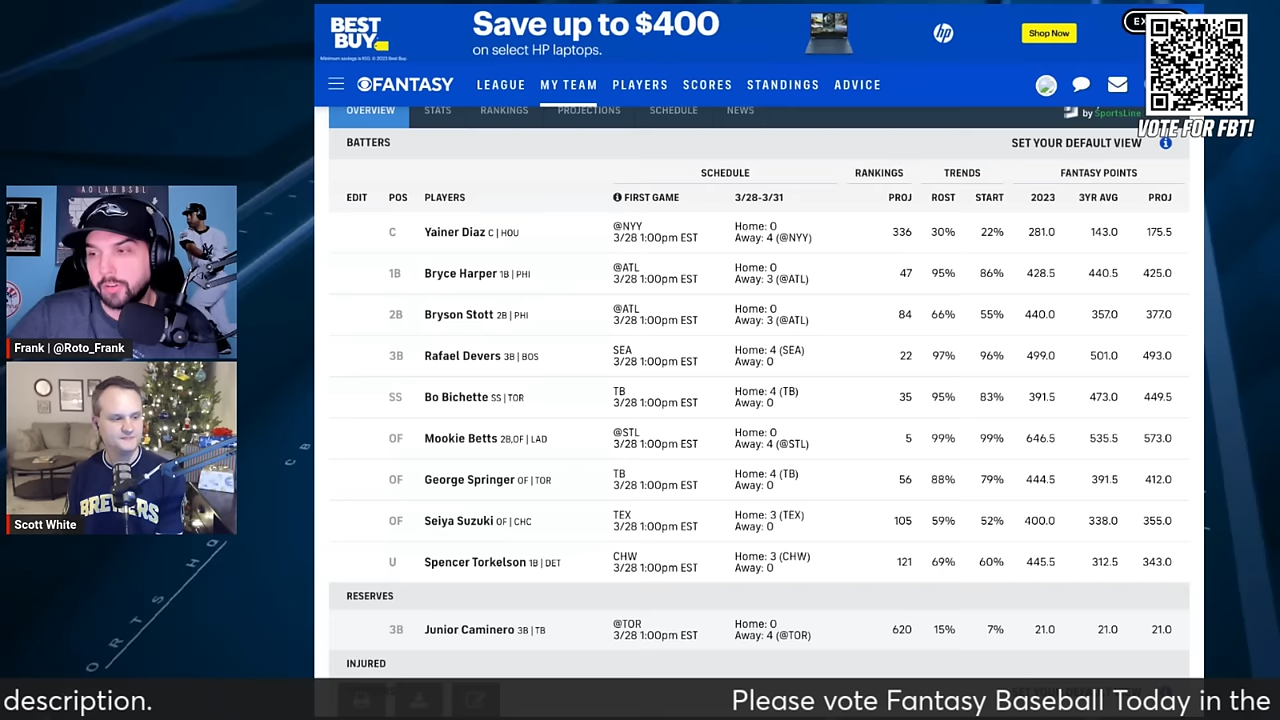 BEST BUY
Minimum savings is $50. © 2023 Best Buy.
Save up to $400
on select HP laptops.
hp
Shop Now
FANTASY
LEAGUE MY TEAM PLAYERS SCORES STANDINGS ADVICE
OVERVIEW STATS RANKINGS PROJECTIONS SCHEDULE NEWS
by SportsLine
VOTE FOR FBT!
BATTERS SET YOUR DEFAULT VIEW
SCHEDULE RANKINGS TRENDS FANTASY POINTS
EDIT POS PLAYERS FIRST GAME 3/28-3/31 PROJ ROST START 2023 3YR AVG PROJ
C Yainer Diaz C | HOU @NYY 3/28 1:00pm EST Home: 0 Away: 4 (@NYY) 336 30% 22% 281.0 143.0 175.5
1B Bryce Harper 1B | PHI @ATL 3/28 1:00pm EST Home: 0 Away: 3 (@ATL) 47 95% 86% 428.5 440.5 425.0
2B Bryson Stott 2B | PHI @ATL 3/28 1:00pm EST Home: 0 Away: 3 (@ATL) 84 66% 55% 440.0 357.0 377.0
3B Rafael Devers 3B | BOS SEA 3/28 1:00pm EST Home: 4 (SEA) Away: 0 22 97% 96% 499.0 501.0 493.0
SS Bo Bichette SS | TOR TB 3/28 1:00pm EST Home: 4 (TB) Away: 0 35 95% 83% 391.5 473.0 449.5
OF Mookie Betts 2B,OF | LAD @STL 3/28 1:00pm EST Home: 0 Away: 4 (@STL) 5 99% 99% 646.5 535.5 573.0
OF George Springer OF | TOR TB 3/28 1:00pm EST Home: 4 (TB) Away: 0 56 88% 79% 444.5 391.5 412.0
OF Seiya Suzuki OF | CHC TEX 3/28 1:00pm EST Home: 3 (TEX) Away: 0 105 59% 52% 400.0 338.0 355.0
U Spencer Torkelson 1B | DET CHW 3/28 1:00pm EST Home: 3 (CHW) Away: 0 121 69% 60% 445.5 312.5 343.0
RESERVES
3B Junior Caminero 3B | TB @TOR 3/28 1:00pm EST Home: 0 Away: 4 (@TOR) 620 15% 7% 21.0 21.0 21.0
INJURED
Frank | @Roto_Frank
BREWERS
Scott White
description. Please vote Fantasy Baseball Today in the